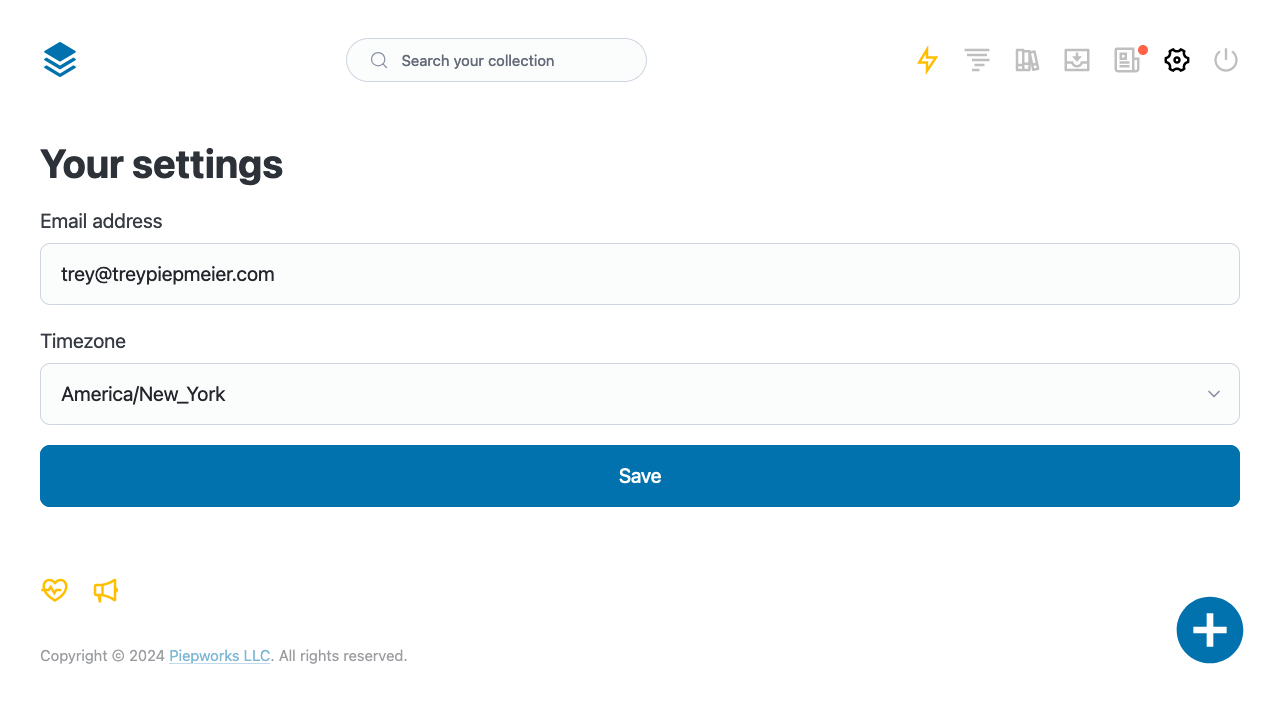 Search your collection
Your settings
Email address
trey@treypiepmeier.com
Timezone
America/New_York
Save
Copyright © 2024 Piepworks LLC. All rights reserved.